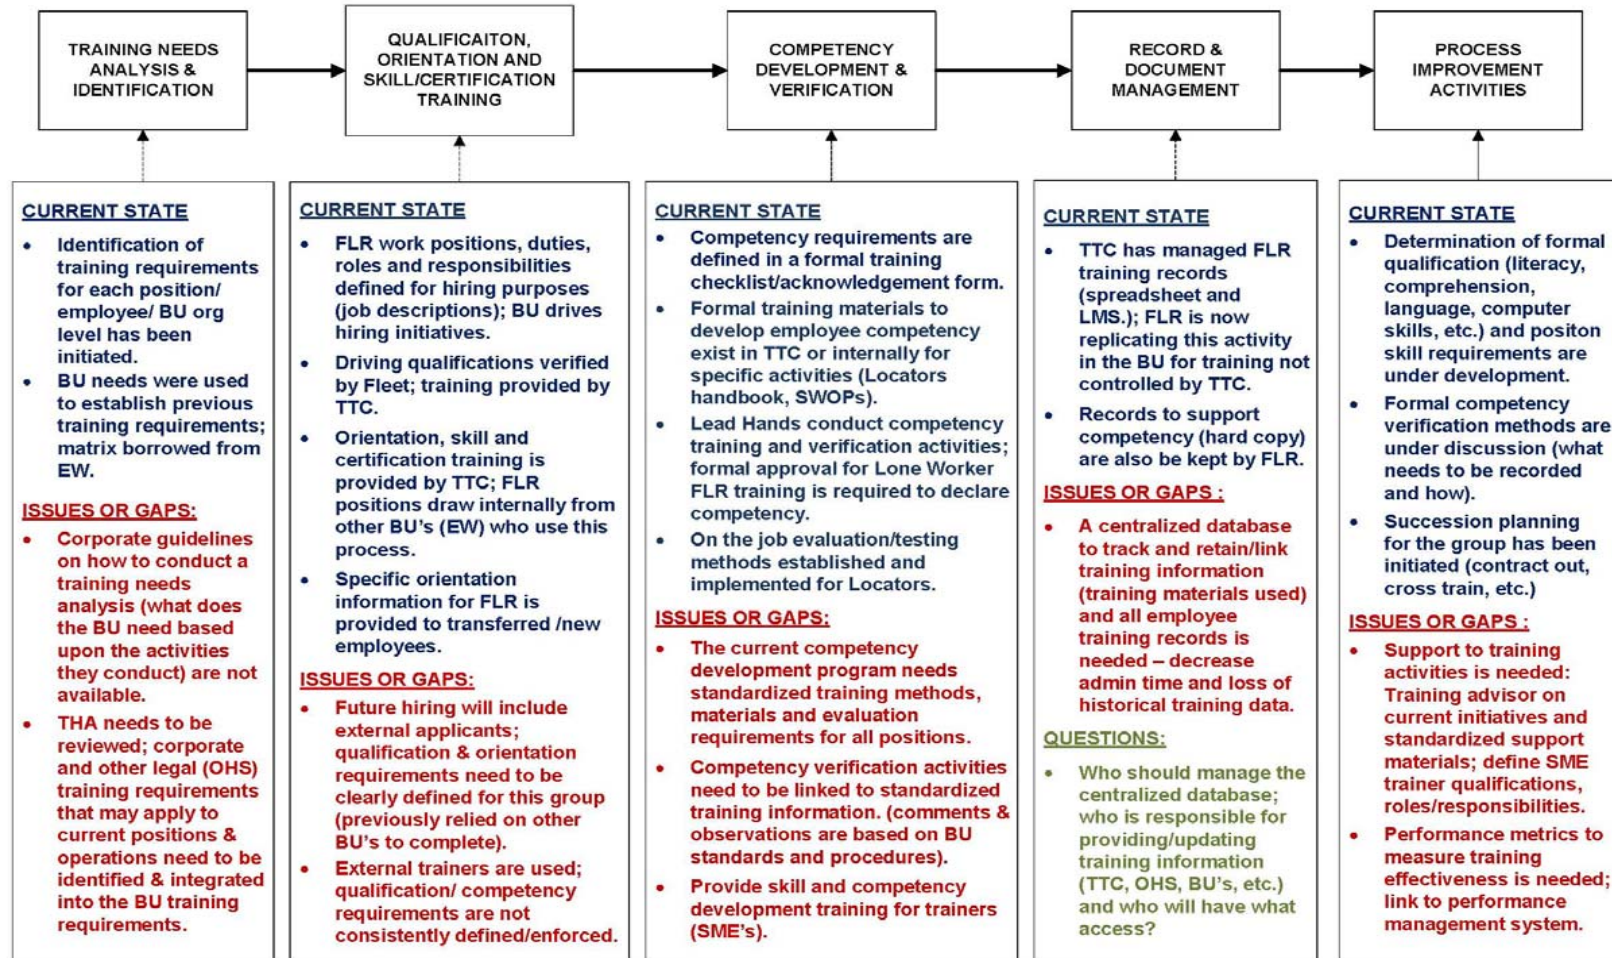 TRAINING NEEDS
ANALYSIS &
IDENTIFICATION
QUALIFICAITON,
ORIENTATION AND
SKILL/CERTIFICATION
TRAINING
COMPETENCY
DEVELOPMENT &
VERIFICATION
RECORD &
DOCUMENT
MANAGEMENT
PROCESS
IMPROVEMENT
ACTIVITIES
CURRENT STATE
• Identification of
training requirements
for each position/
employee/ BU org
level has been
initiated.
• BU needs were used
to establish previous
training requirements;
matrix borrowed from
EW.
ISSUES OR GAPS:
• Corporate guidelines
on how to conduct a
training needs
analysis (what does
the BU need based
upon the activities
they conduct) are not
available.
• THA needs to be
reviewed; corporate
and other legal (OHS)
training requirements
that may apply to
current positions &
operations need to be
identified & integrated
into the BU training
requirements.
CURRENT STATE
• FLR work positions, duties,
roles and responsibilities
defined for hiring purposes
(job descriptions); BU drives
hiring initiatives.
• Driving qualifications verified
by Fleet; training provided by
TTC.
• Orientation, skill and
certification training is
provided by TTC; FLR
positions draw internally from
other BU's (EW) who use this
process.
• Specific orientation
information for FLR is
provided to transferred /new
employees.
ISSUES OR GAPS:
• Future hiring will include
external applicants;
qualification & orientation
requirements need to be
clearly defined for this group
(previously relied on other
BU's to complete).
• External trainers are used;
qualification/ competency
requirements are not
consistently defined/enforced.
CURRENT STATE
• Competency requirements are
defined in a formal training
checklist/acknowledgement form.
• Formal training materials to
develop employee competency
exist in TTC or internally for
specific activities (Locators
handbook, SWOPs).
• Lead Hands conduct competency
training and verification activities;
formal approval for Lone Worker
FLR training is required to declare
competency.
• On the job evaluation/testing
methods established and
implemented for Locators.
ISSUES OR GAPS:
• The current competency
development program needs
standardized training methods,
materials and evaluation
requirements for all positions.
• Competency verification activities
need to be linked to standardized
training information. (comments &
observations are based on BU
standards and procedures).
• Provide skill and competency
development training for trainers
(SME's).
CURRENT STATE
• TTC has managed FLR
training records
(spreadsheet and
LMS.); FLR is now
replicating this activity
in the BU for training not
controlled by TTC.
• Records to support
competency (hard copy)
are also be kept by FLR.
ISSUES OR GAPS :
• A centralized database
to track and retain/link
training information
(training materials used)
and all employee
training records is
needed – decrease
admin time and loss of
historical training data.
QUESTIONS:
• Who should manage the
centralized database;
who is responsible for
providing/updating
training information
(TTC, OHS, BU's, etc.)
and who will have what
access?
CURRENT STATE
• Determination of formal
qualification (literacy,
comprehension,
language, computer
skills, etc.) and positon
skill requirements are
under development.
• Formal competency
verification methods are
under discussion (what
needs to be recorded
and how).
• Succession planning
for the group has been
initiated (contract out,
cross train, etc.)
ISSUES OR GAPS :
• Support to training
activities is needed:
Training advisor on
current initiatives and
standardized support
materials; define SME
trainer qualifications,
roles/responsibilities.
• Performance metrics to
measure training
effectiveness is needed;
link to performance
management system.